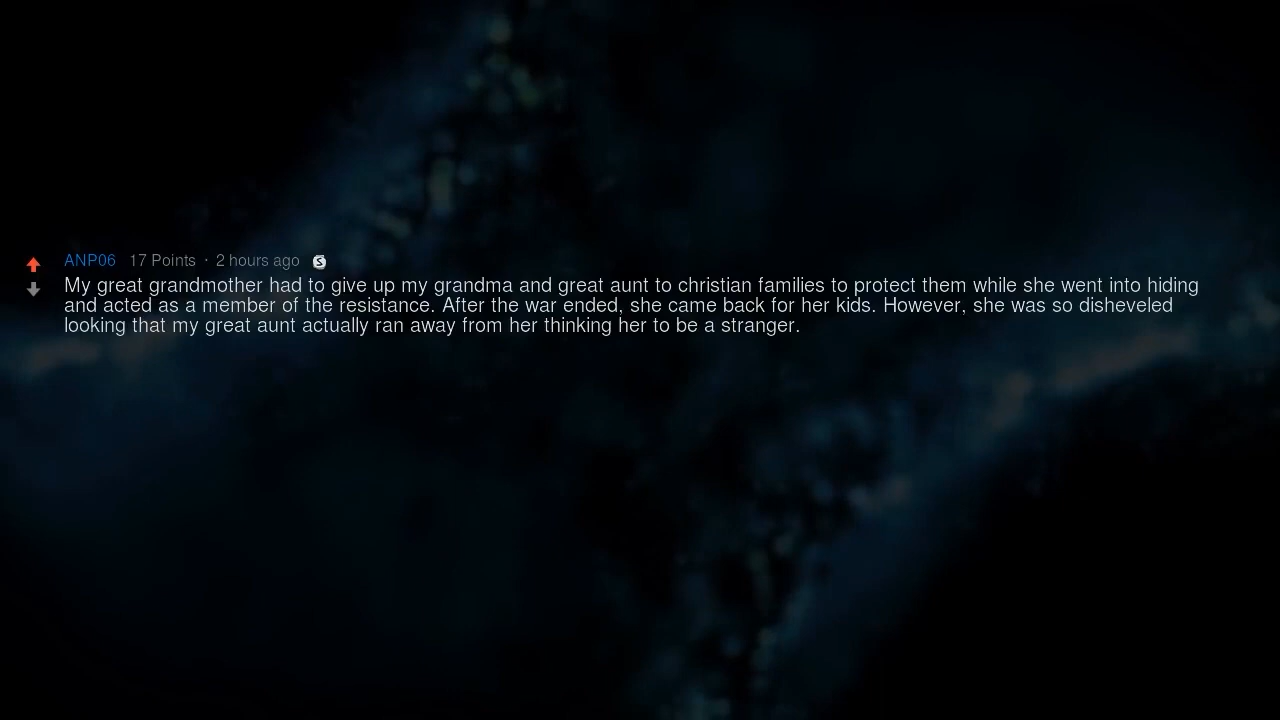 ANP06 17 Points · 2 hours ago S
My great grandmother had to give up my grandma and great aunt to christian families to protect them while she went into hiding
and acted as a member of the resistance. After the war ended, she came back for her kids. However, she was so disheveled
looking that my great aunt actually ran away from her thinking her to be a stranger.